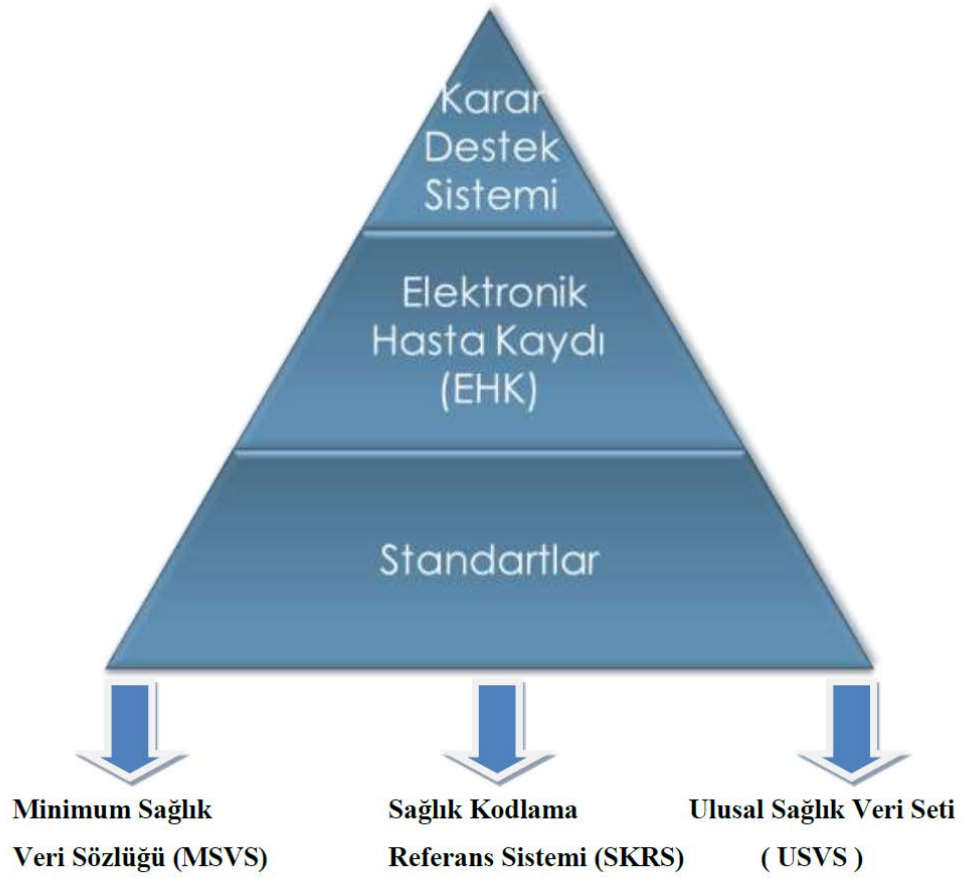 Karar
Destek
Sistemi
Elektronik
Hasta Kaydı
(EHK)
Standartlar
Minimum Sağlık
Veri Sözlüğü (MSVS)
Sağlık Kodlama
Referans Sistemi (SKRS)
Ulusal Sağlık Veri Seti
( USVS )